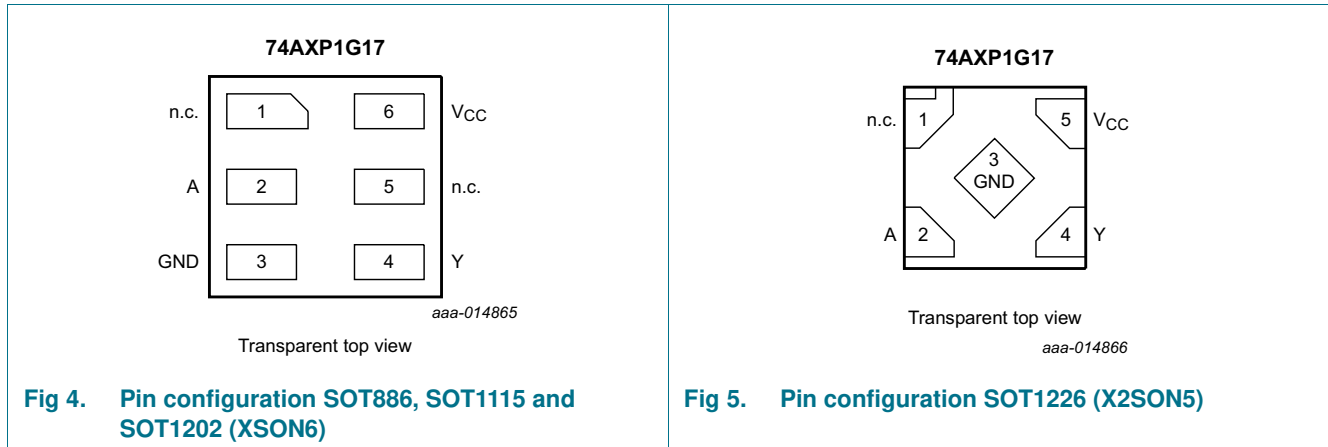 74AXP1G17
n.c. 1 6 VCC
A 2 5 n.c.
GND 3 4 Y
aaa-014865
Transparent top view
Fig 4. Pin configuration SOT886, SOT1115 and
SOT1202 (XSON6)
74AXP1G17
n.c. 1 5 VCC
3
GND
A 2 4 Y
Transparent top view
aaa-014866
Fig 5. Pin configuration SOT1226 (X2SON5)